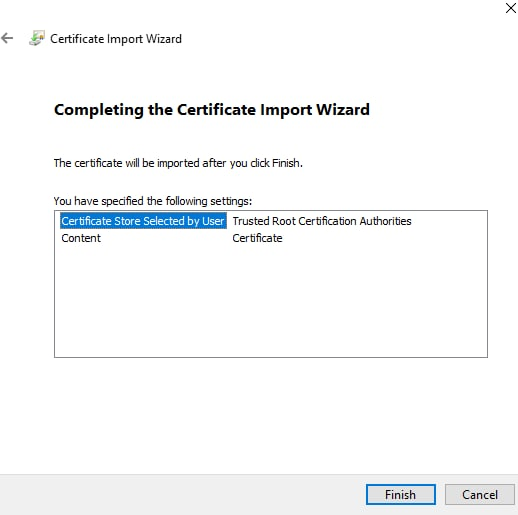 Certificate Import Wizard
Completing the Certificate Import Wizard
The certificate will be imported after you click Finish.
You have specified the following settings:
Certificate Store Selected by User Trusted Root Certification Authorities
Content Certificate
Finish Cancel